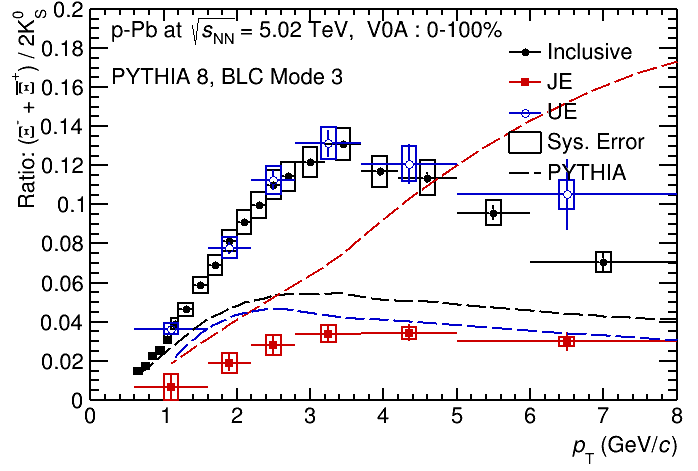 p-Pb at √s_NN = 5.02 TeV, V0A : 0-100%
PYTHIA 8, BLC Mode 3
Inclusive
JE
UE
Sys. Error
PYTHIA
Ratio: (Ξ⁻ + Ξ̅⁺) / 2K⁰_S
0.2
0.18
0.16
0.14
0.12
0.1
0.08
0.06
0.04
0.02
0
0 1 2 3 4 5 6 7 8
p_T (GeV/c)